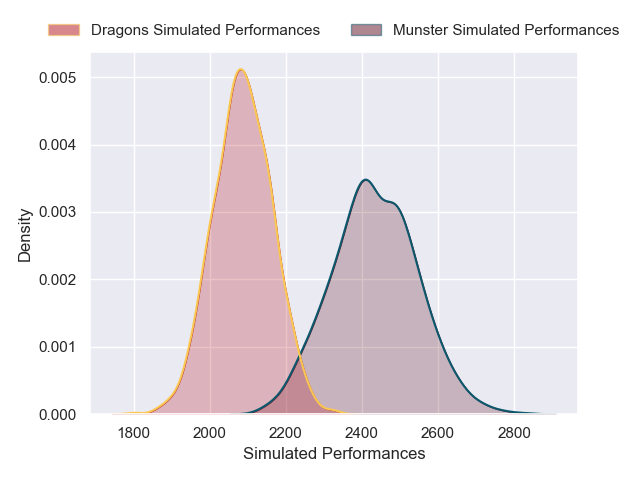 Dragons Simulated Performances Munster Simulated Performances
0.005
0.004
0.003
0.002
0.001
0.000
Density
1800 2000 2200 2400 2600 2800
Simulated Performances